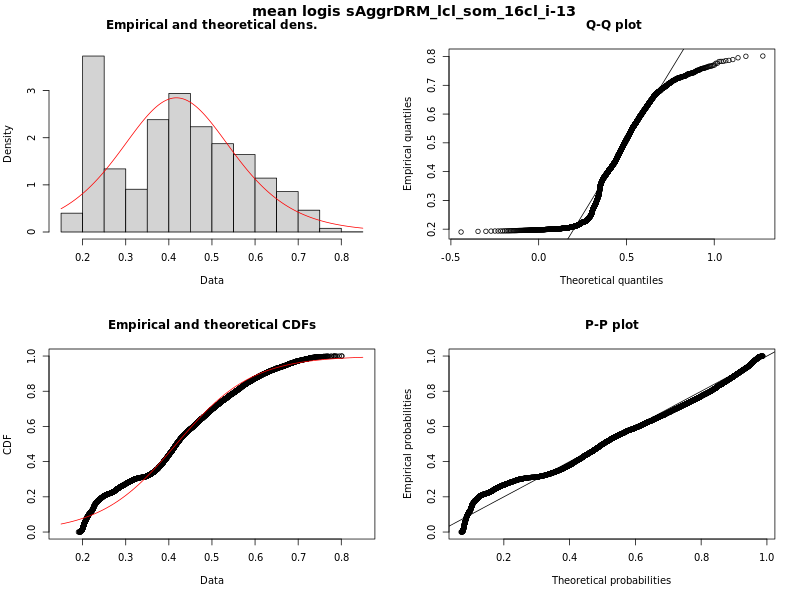 mean logis sAggrDRM_lcl_som_16cl_i-13
Empirical and theoretical dens.
Density
0 1 2 3
0.2 0.3 0.4 0.5 0.6 0.7 0.8
Data
Q-Q plot
Empirical quantiles
0.2 0.3 0.4 0.5 0.6 0.7 0.8
-0.5 0.0 0.5 1.0
Theoretical quantiles
Empirical and theoretical CDFs
CDF
0.0 0.2 0.4 0.6 0.8 1.0
0.2 0.3 0.4 0.5 0.6 0.7 0.8
Data
P-P plot
Empirical probabilities
0.0 0.2 0.4 0.6 0.8 1.0
0.2 0.4 0.6 0.8 1.0
Theoretical probabilities